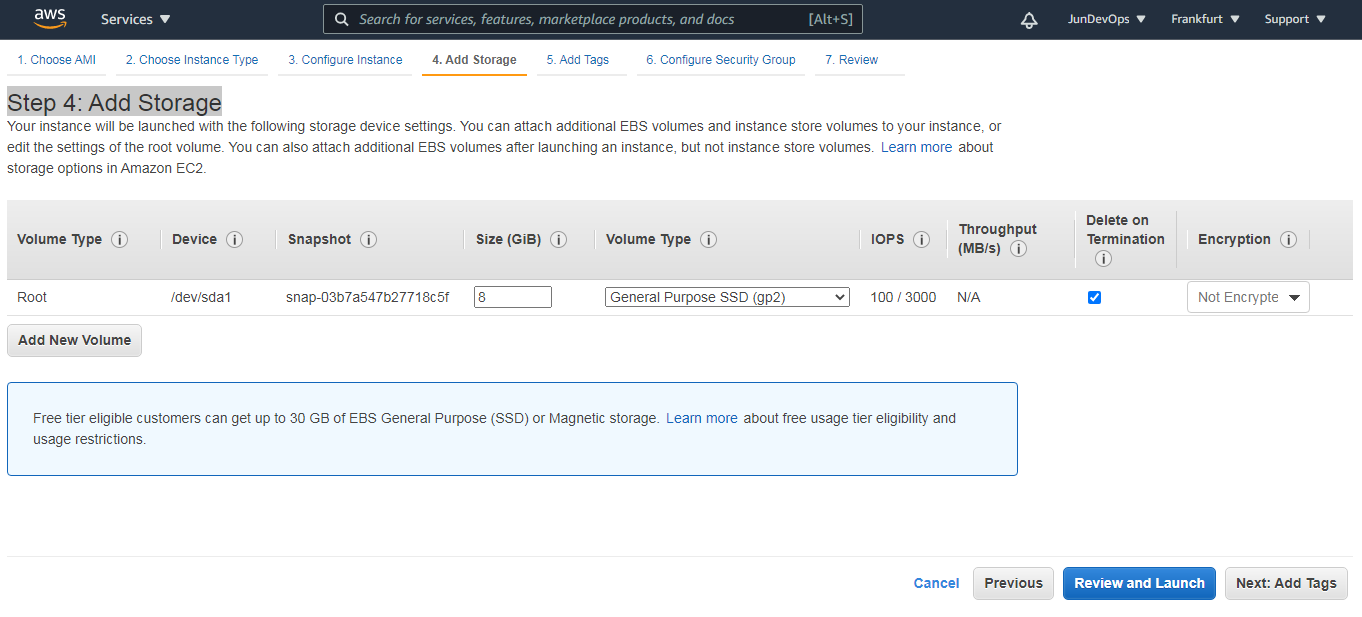 aws
Services
Search for services, features, marketplace products, and docs [Alt+S]
JunDevOps
Frankfurt
Support
1. Choose AMI
2. Choose Instance Type
3. Configure Instance
4. Add Storage
5. Add Tags
6. Configure Security Group
7. Review
Step 4: Add Storage
Your instance will be launched with the following storage device settings. You can attach additional EBS volumes and instance store volumes to your instance, or
edit the settings of the root volume. You can also attach additional EBS volumes after launching an instance, but not instance store volumes. Learn more about
storage options in Amazon EC2.
Volume Type
Device
Snapshot
Size (GiB)
Volume Type
IOPS
Throughput
(MB/s)
Delete on
Termination
Encryption
Root
/dev/sda1
snap-03b7a547b27718c5f
8
General Purpose SSD (gp2)
100 / 3000
N/A
Not Encrypte
Add New Volume
Free tier eligible customers can get up to 30 GB of EBS General Purpose (SSD) or Magnetic storage. Learn more about free usage tier eligibility and
usage restrictions.
Cancel
Previous
Review and Launch
Next: Add Tags